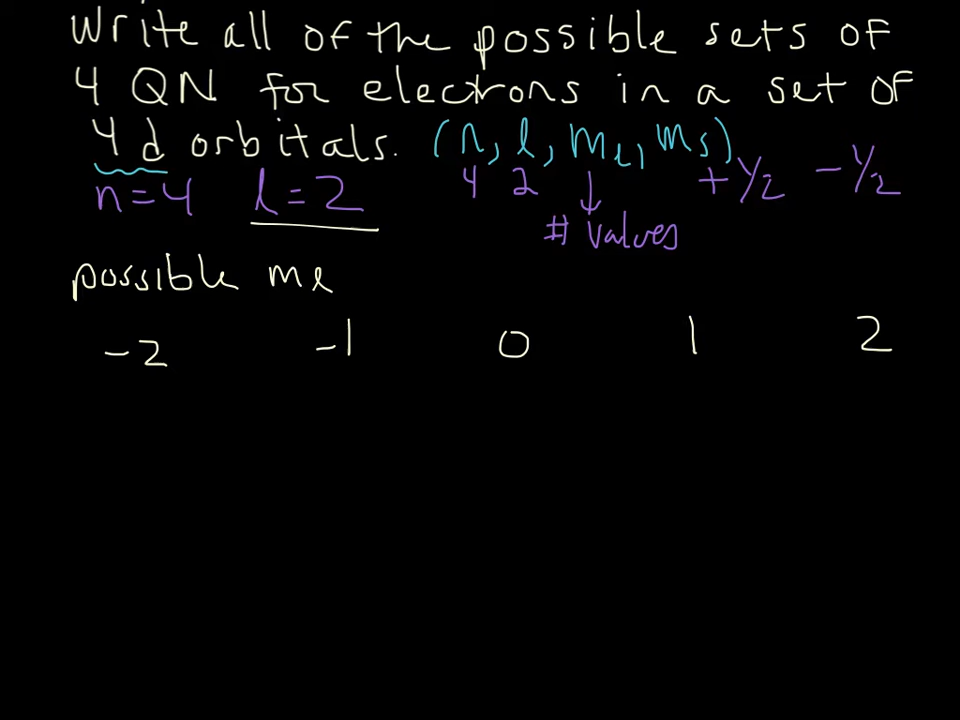 Write all of the possible sets of
4 QN for electrons in a set of
4d orbitals. (n, l, ml, ms)
n=4 l=2 4 2 ↓ +1/2 -1/2
# values
possible ml
-2 -1 0 1 2